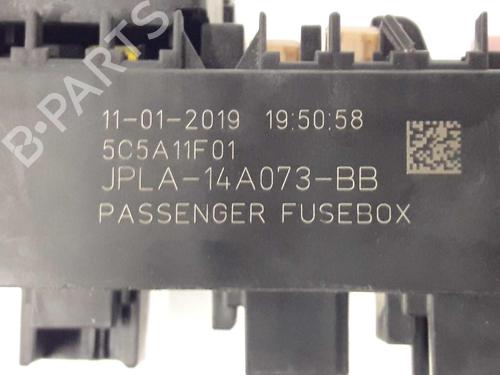 B-PARTS
11-01-2019 19:50:58
5C5A11F01
JPLA-14A073-BB
PASSENGER FUSEBOX